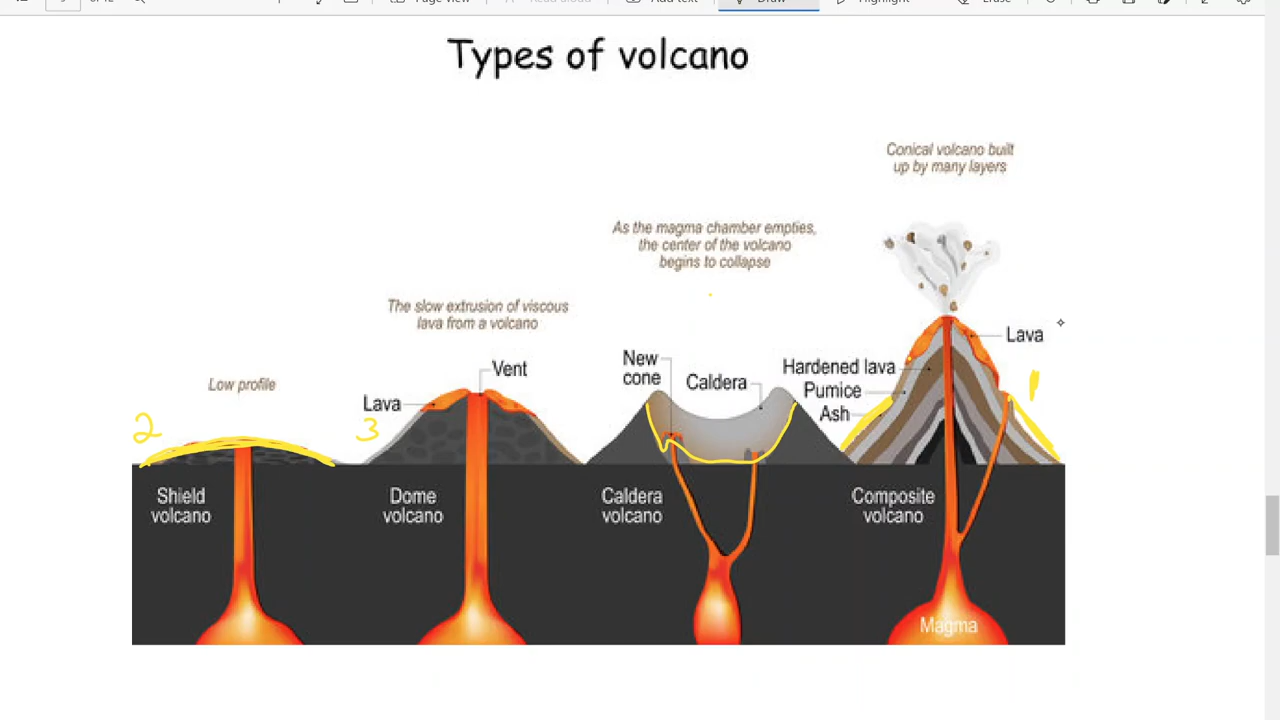 Types of volcano
Conical volcano built
up by many layers
As the magma chamber empties,
the center of the volcano
begins to collapse
The slow extrusion of viscous
lava from a volcano
Low profile
Lava
Vent
New
cone
Caldera
Hardened lava
Pumice
Ash
Lava
1
2
3
Shield
volcano
Dome
volcano
Caldera
volcano
Composite
volcano
Magma